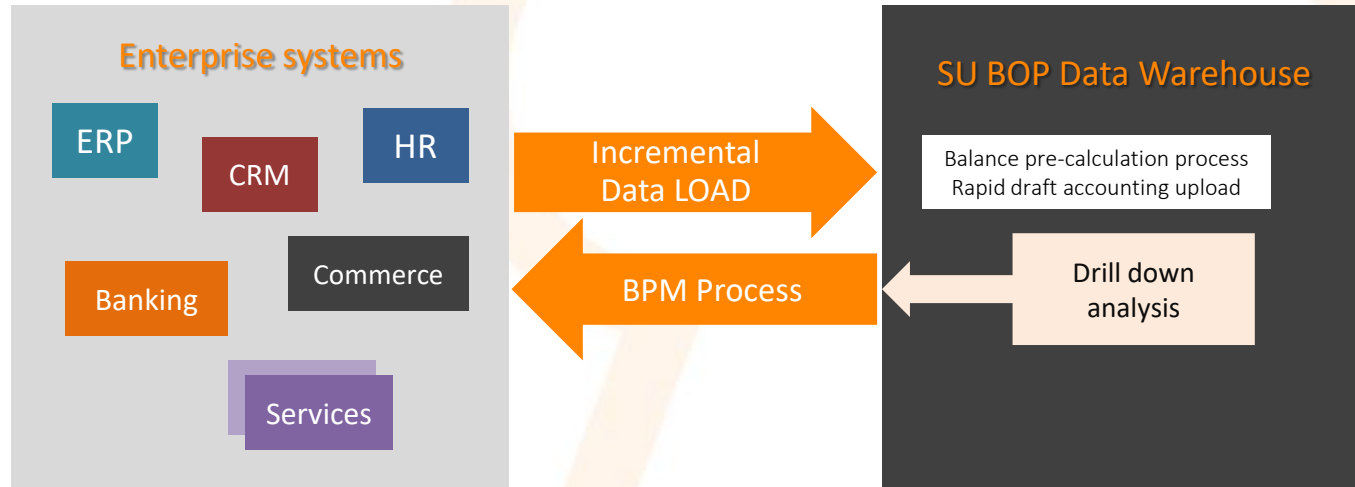 Enterprise systems
ERP
CRM
HR
Banking
Commerce
Services
Incremental
Data LOAD
BPM Process
SU BOP Data Warehouse
Balance pre-calculation process
Rapid draft accounting upload
Drill down
analysis